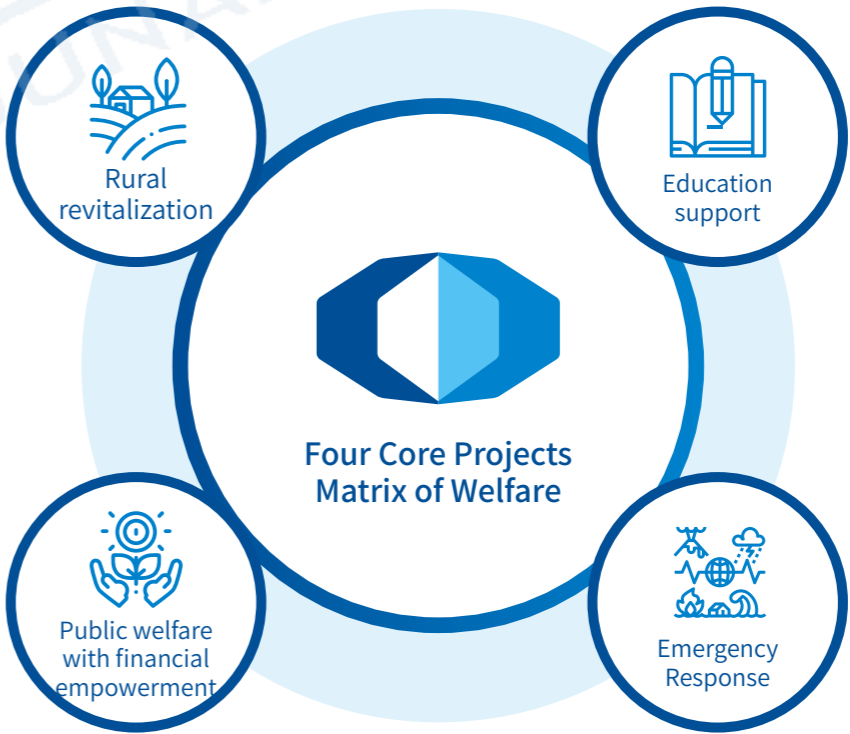 Rural
revitalization
Education
support
Four Core Projects
Matrix of Welfare
Public welfare
with financial
empowerment
Emergency
Response